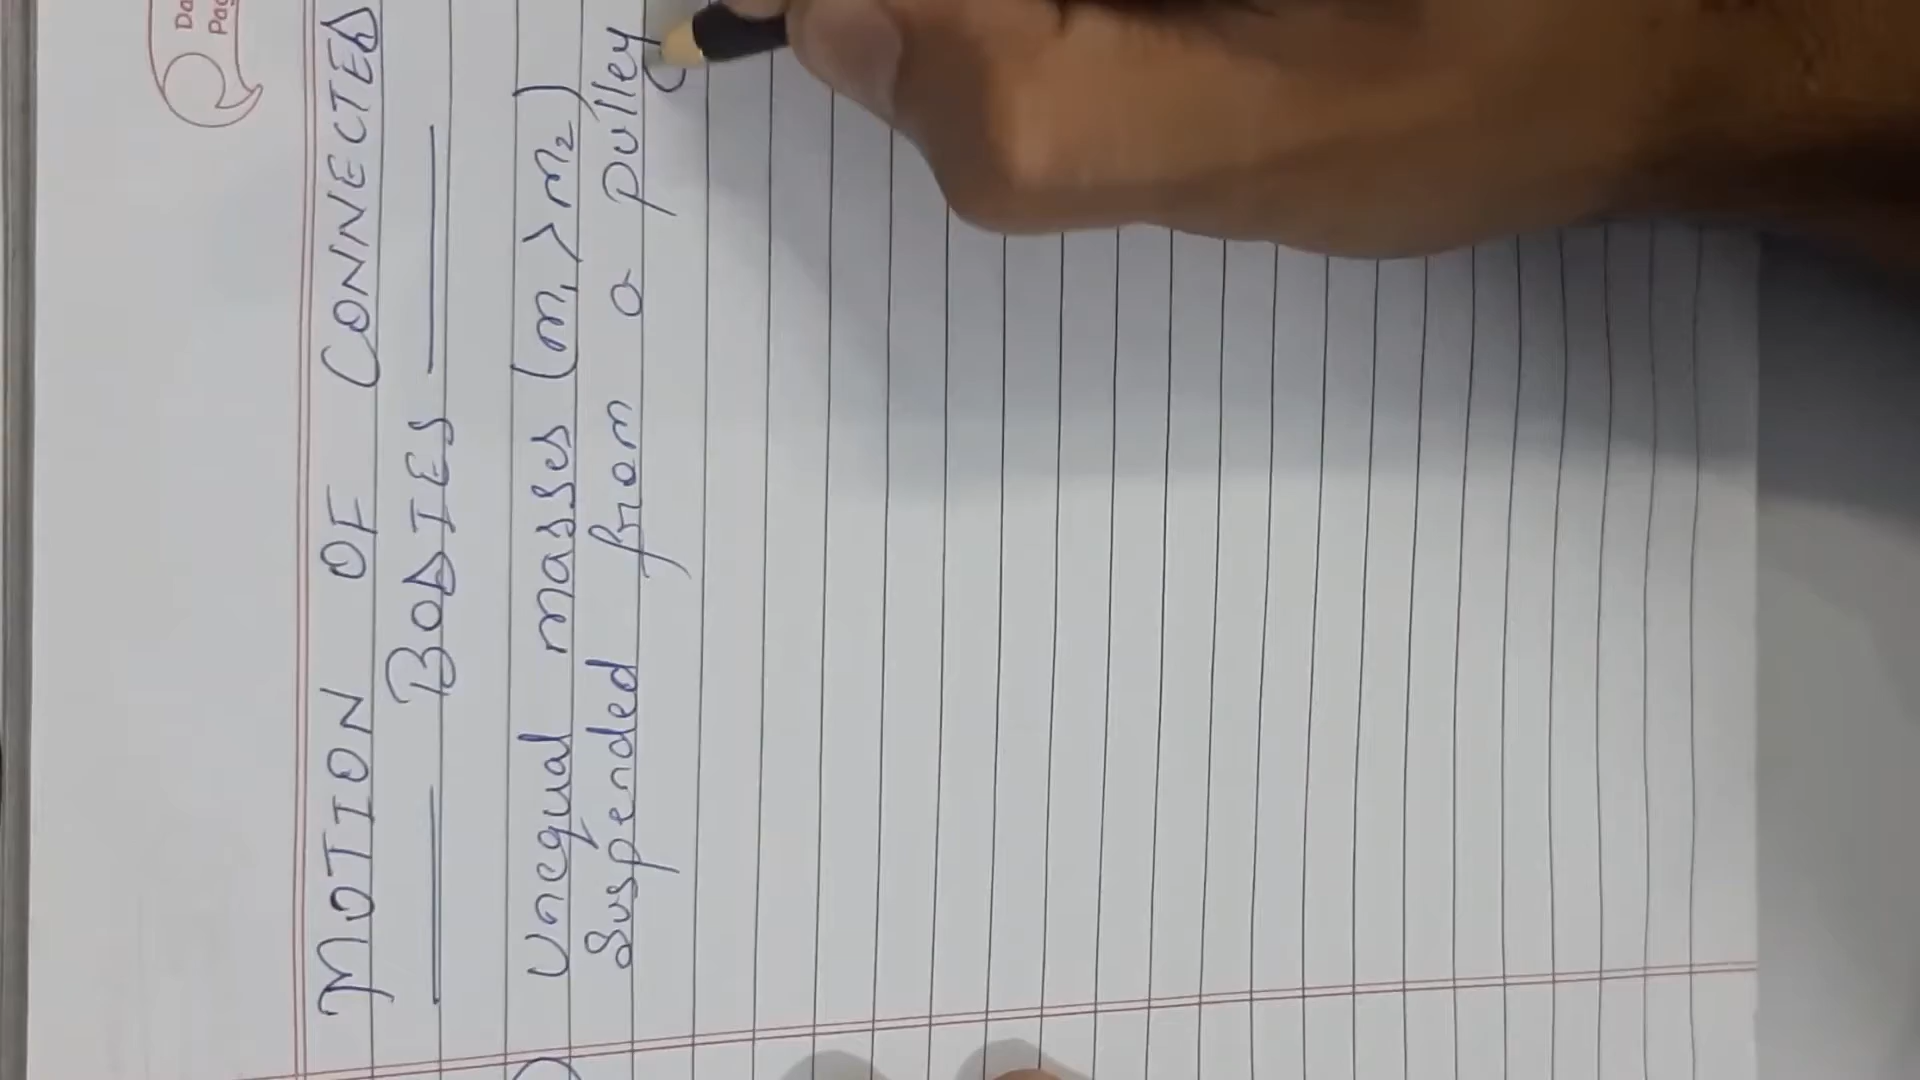 MOTION OF CONNECTED
BODIES
Unequal masses (m₁ > m₂)
Suspended from a pulley